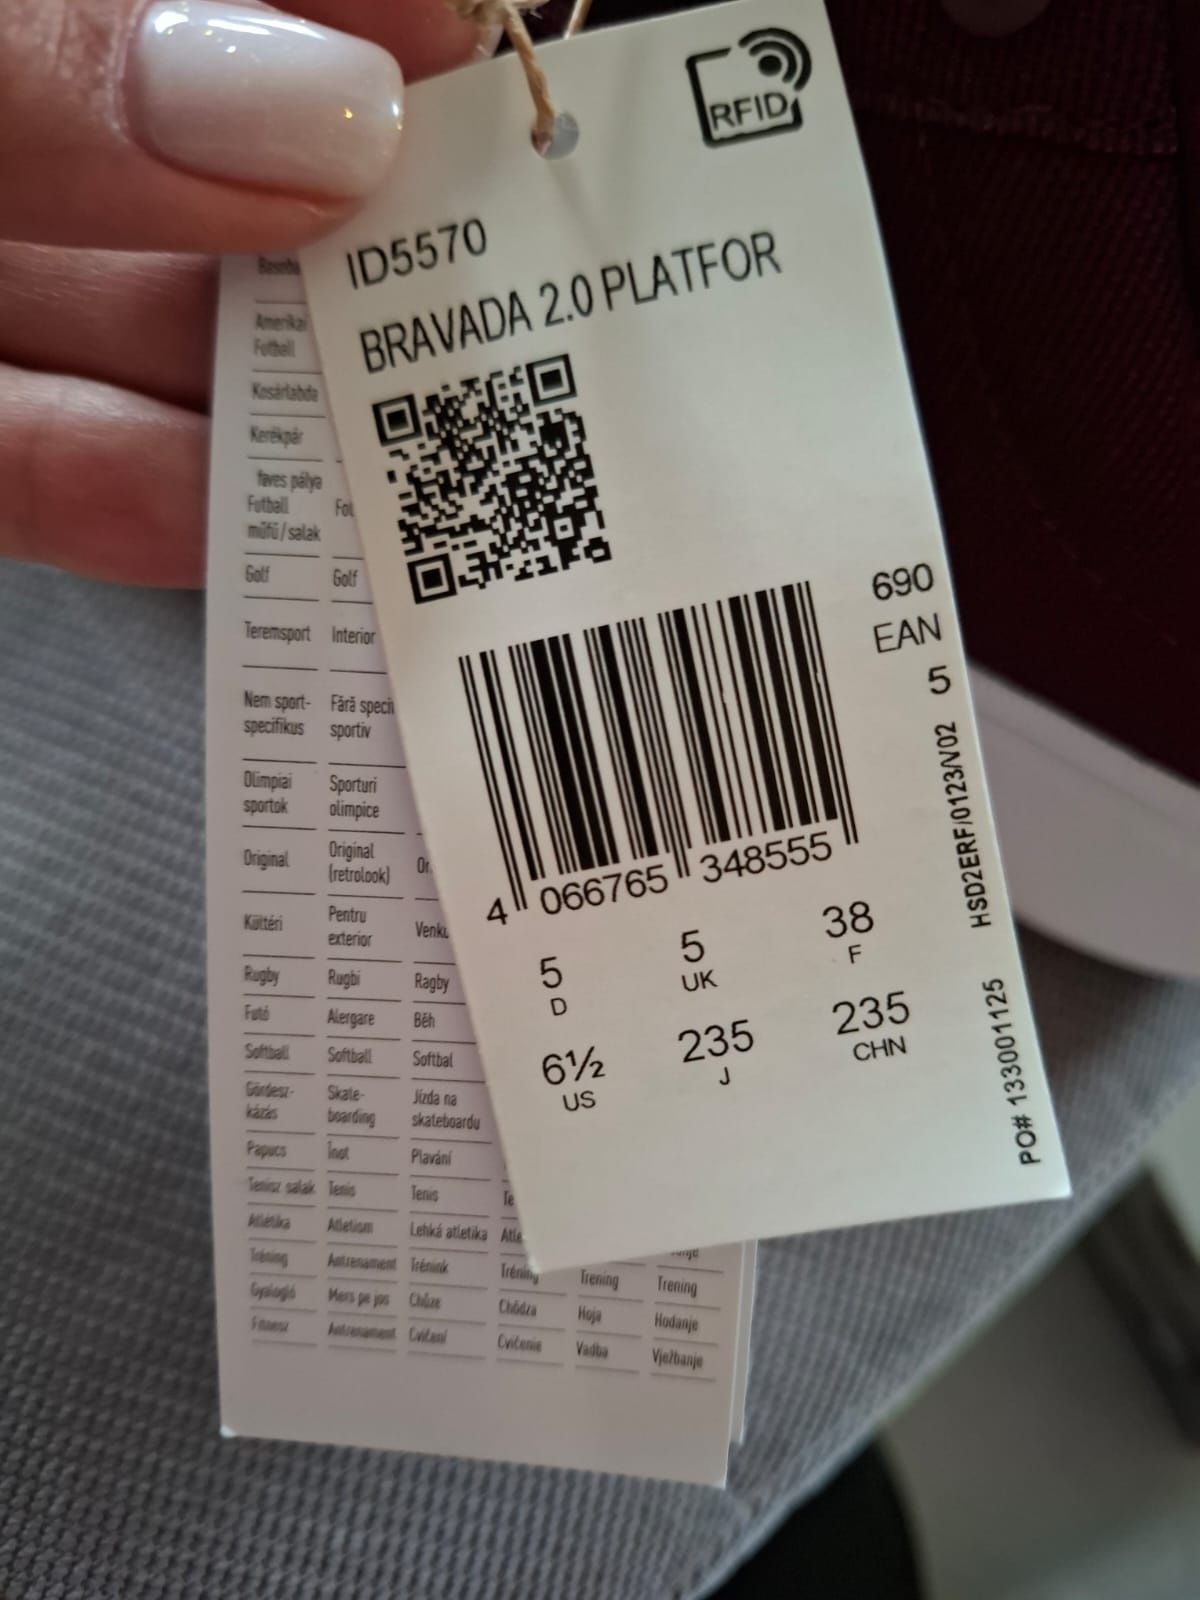 RFID
ID5570
BRAVADA 2.0 PLATFOR
690
EAN
5
4 066765 348555
HSD2ERF/0123/V02
PO# 133001125
5 5 38
D UK F
6½ 235 235
US J CHN
Amerikai
Futball
Kosárlabda
Kerékpár
füves pálya
Futball
műfű / salak
Golf Golf
Teremsport Interior
Nem sport- Fără
specifikus sportiv
Olimpiai Sporturi
sportok olimpice
Original Original
(retrolook)
Kültéri Pentru
exterior
Rugby Rugbi Ragby
Futó Alergare Běh
Softball Softball Softbal
Gördesz- Skate- Jízda na
kázás boarding skateboardu
Papucs Înot Plavání
Tenisz salak Tenis Tenis
Atlétika Atletism Lehká atletika
Tréning Antrenament Trénink Tréning Trening Trening
Gyalogló Mers pe jos Chůze Chôdza Hoja Hodanje
Fitnesz Antrenament Cvičení Cvičenie Vadba Vježbanje